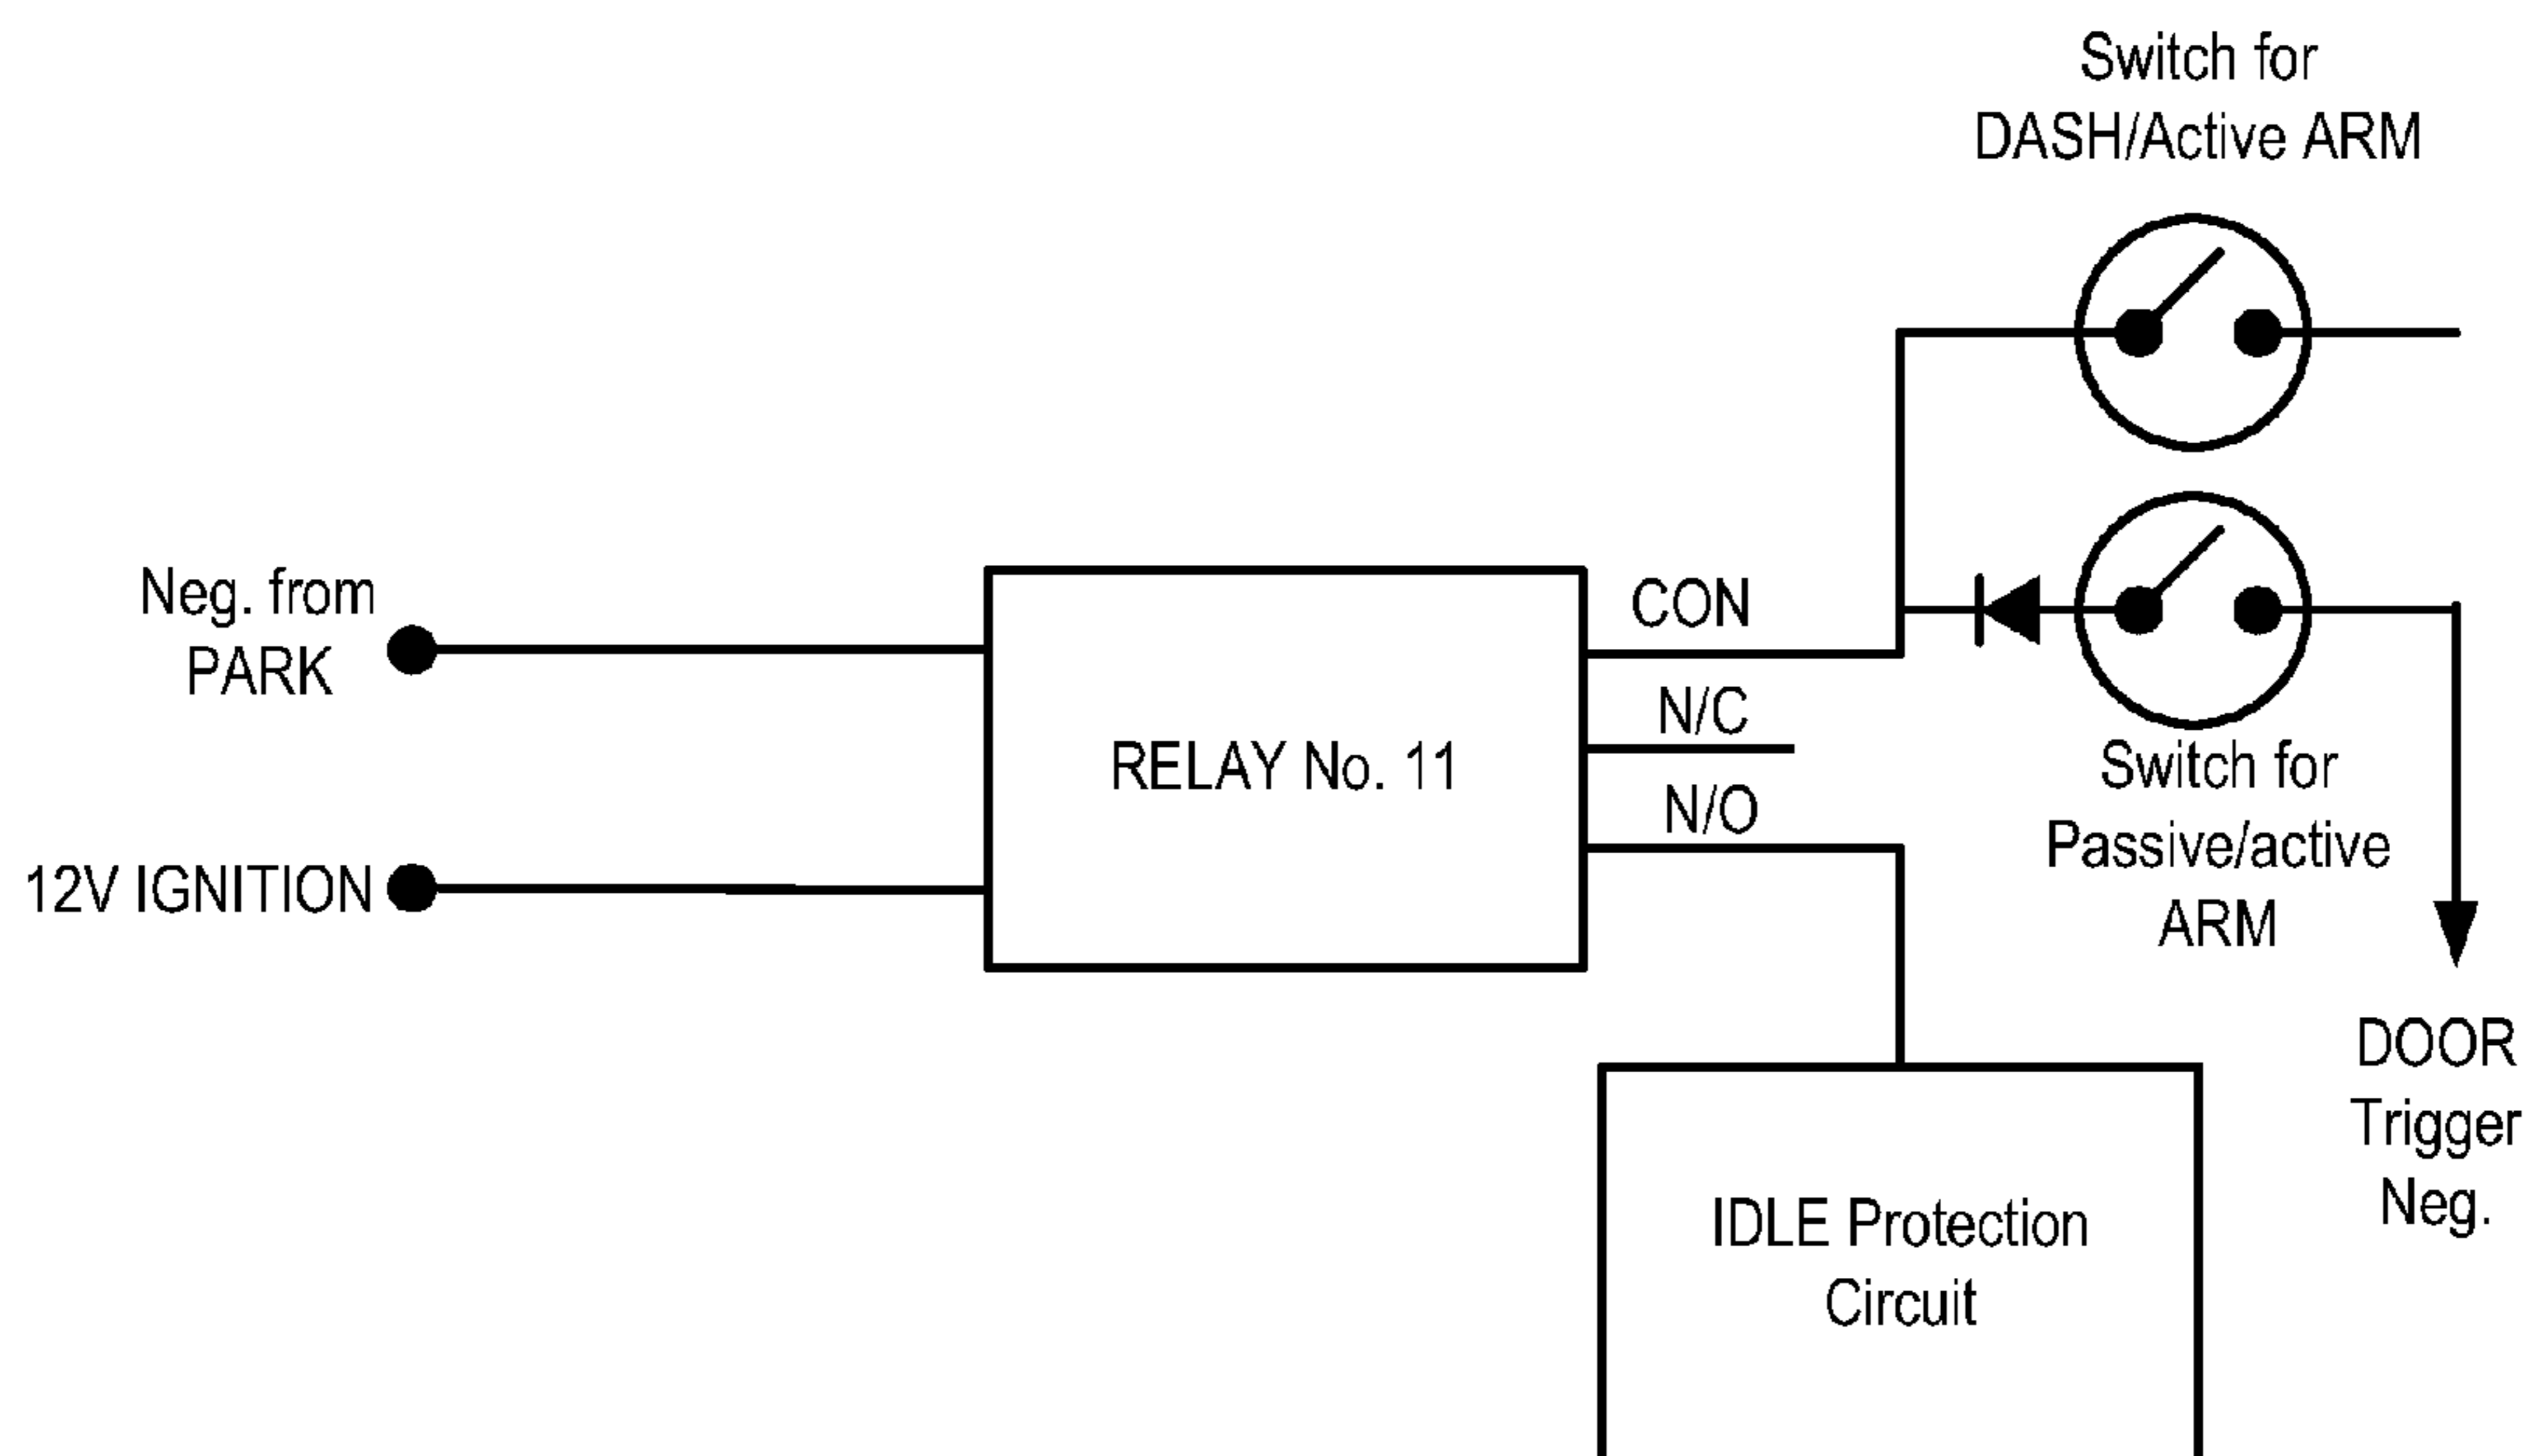 Switch for
DASH/Active ARM
Neg. from
PARK
12V IGNITION
RELAY No. 11
CON
N/C
N/O
Switch for
Passive/active
ARM
DOOR
Trigger
Neg.
IDLE Protection
Circuit